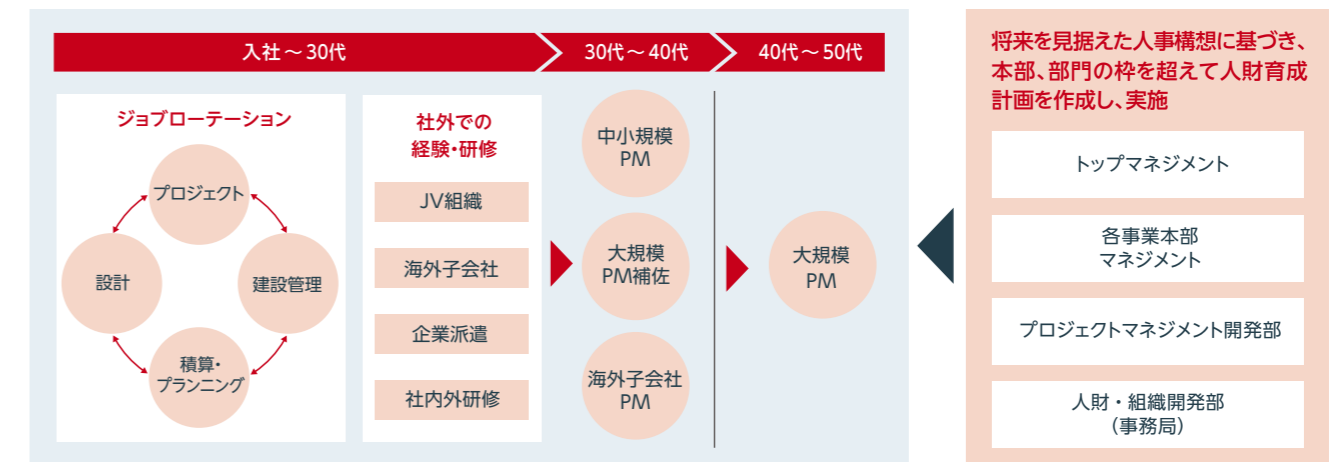 入社～30代
30代～40代
40代～50代
ジョブローテーション
プロジェクト
設計
建設管理
積算・
プランニング
社外での
経験・研修
JV組織
海外子会社
企業派遣
社内外研修
中小規模
PM
大規模
PM補佐
海外子会社
PM
大規模
PM
将来を見据えた人事構想に基づき、
本部、部門の枠を超えて人財育成
計画を作成し、実施
トップマネジメント
各事業本部
マネジメント
プロジェクトマネジメント開発部
人財・組織開発部
（事務局）